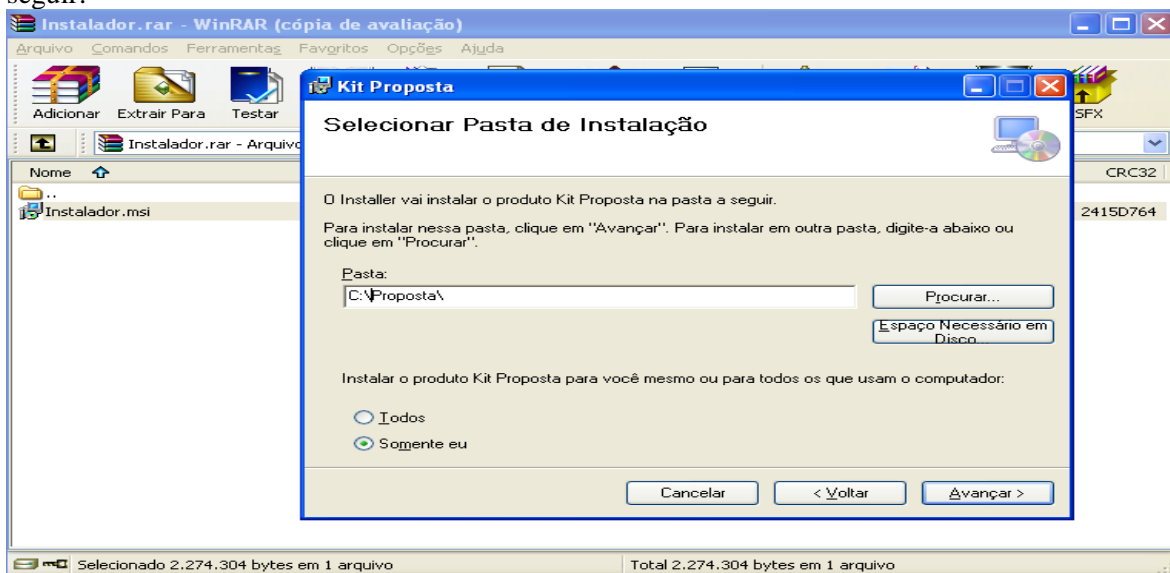 seguir:
Instalador.rar - WinRAR (cópia de avaliação)
Arquivo Comandos Ferramentas Favoritos Opções Ajuda
Adicionar Extrair Para Testar SFX
Instalador.rar - Arquivo
Nome CRC32
..
Instalador.msi 2415D764
Kit Proposta
Selecionar Pasta de Instalação
O Installer vai instalar o produto Kit Proposta na pasta a seguir.
Para instalar nessa pasta, clique em "Avançar". Para instalar em outra pasta, digite-a abaixo ou
clique em "Procurar".
Pasta:
C:\Proposta\
Procurar...
Espaço Necessário em
Disco...
Instalar o produto Kit Proposta para você mesmo ou para todos os que usam o computador:
Todos
Somente eu
Cancelar < Voltar Avançar >
Selecionado 2.274.304 bytes em 1 arquivo Total 2.274.304 bytes em 1 arquivo